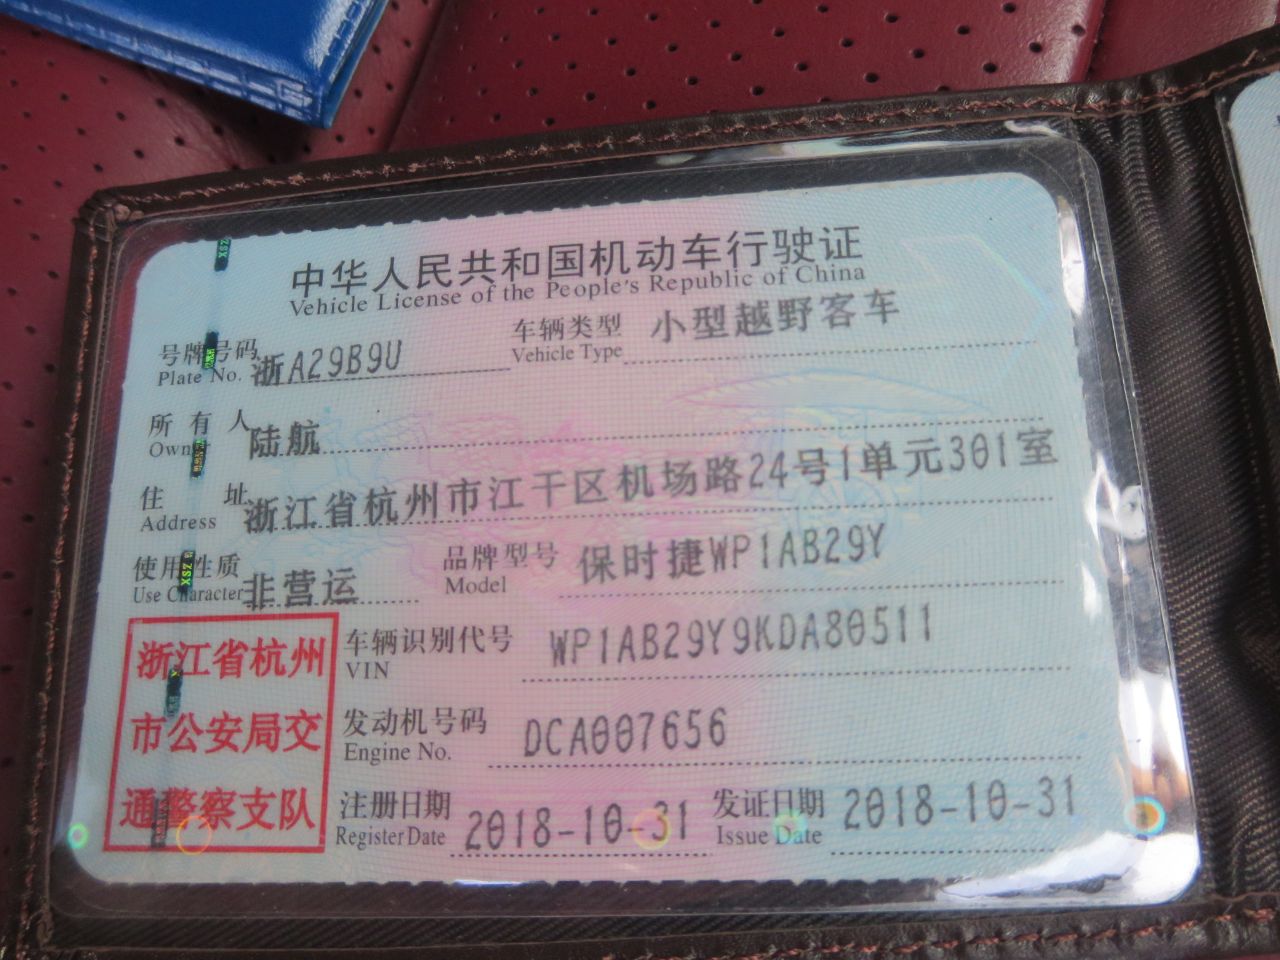 中华人民共和国机动车行驶证
Vehicle License of the People's Republic of China
号牌号码 浙A29B9U 车辆类型 小型越野客车
Plate No. Vehicle Type
所有人 陆航
Owner
住址 浙江省杭州市江干区机场路24号1单元301室
Address
使用性质 非营运 品牌型号 保时捷WP1AB29Y
Use Character Model
浙江省杭州
市公安局交
通警察支队
车辆识别代号 WP1AB29Y9KDA80511
VIN
发动机号码 DCA007656
Engine No.
注册日期 2018-10-31 发证日期 2018-10-31
Register Date Issue Date